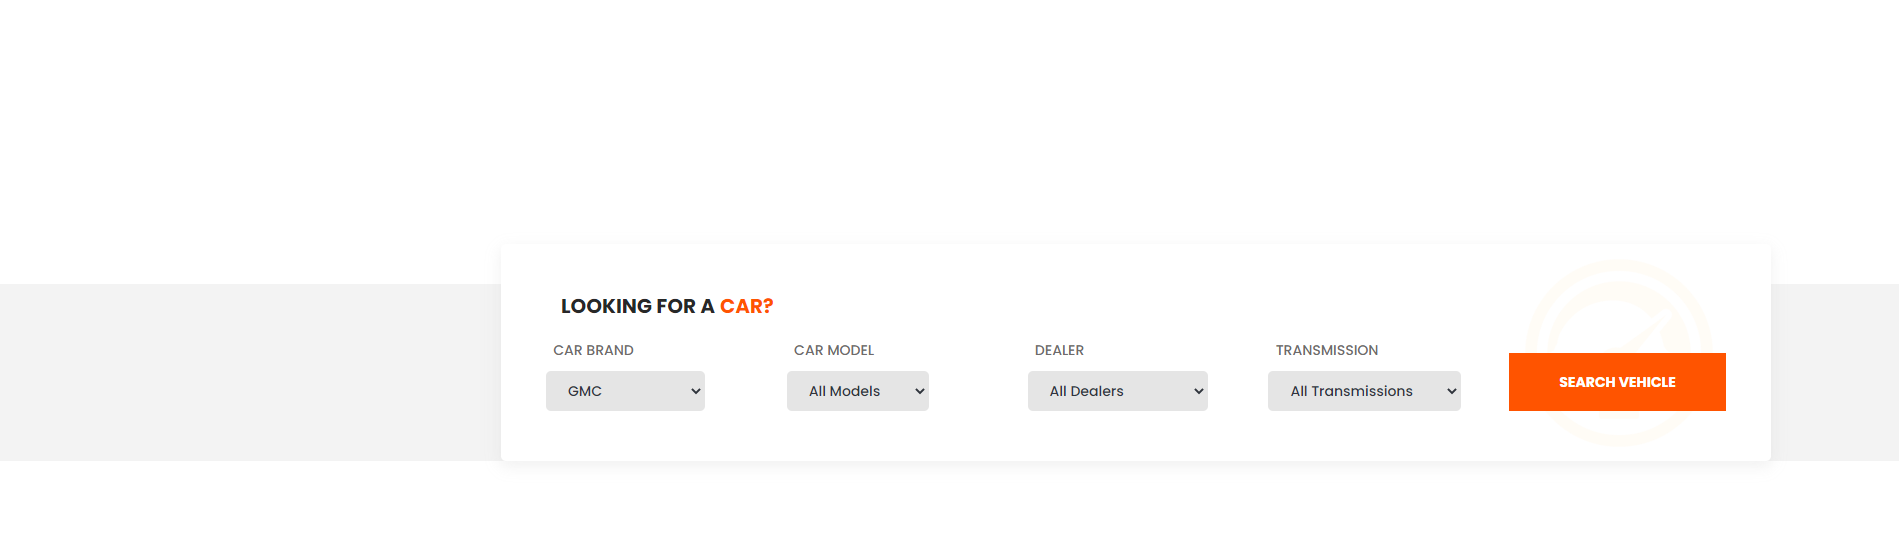 LOOKING FOR A CAR?
CAR BRAND
GMC
CAR MODEL
All Models
DEALER
All Dealers
TRANSMISSION
All Transmissions
SEARCH VEHICLE